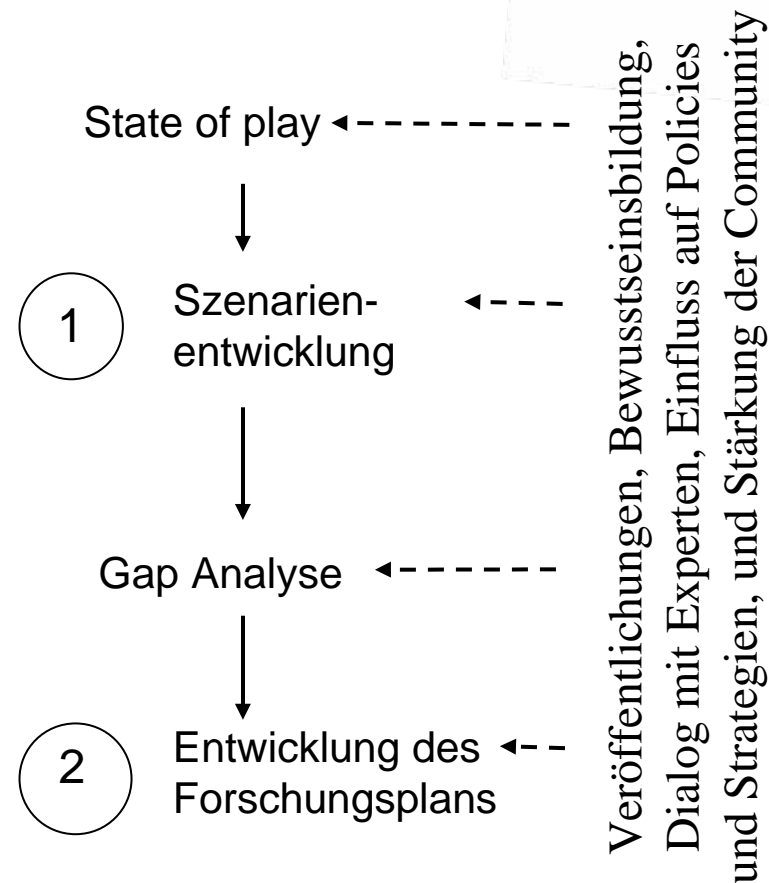 State of play
1
Szenarien-
entwicklung
Gap Analyse
2
Entwicklung des
Forschungsplans
Veröffentlichungen, Bewusstseinsbildung,
Dialog mit Experten, Einfluss auf Policies
und Strategien, und Stärkung der Community